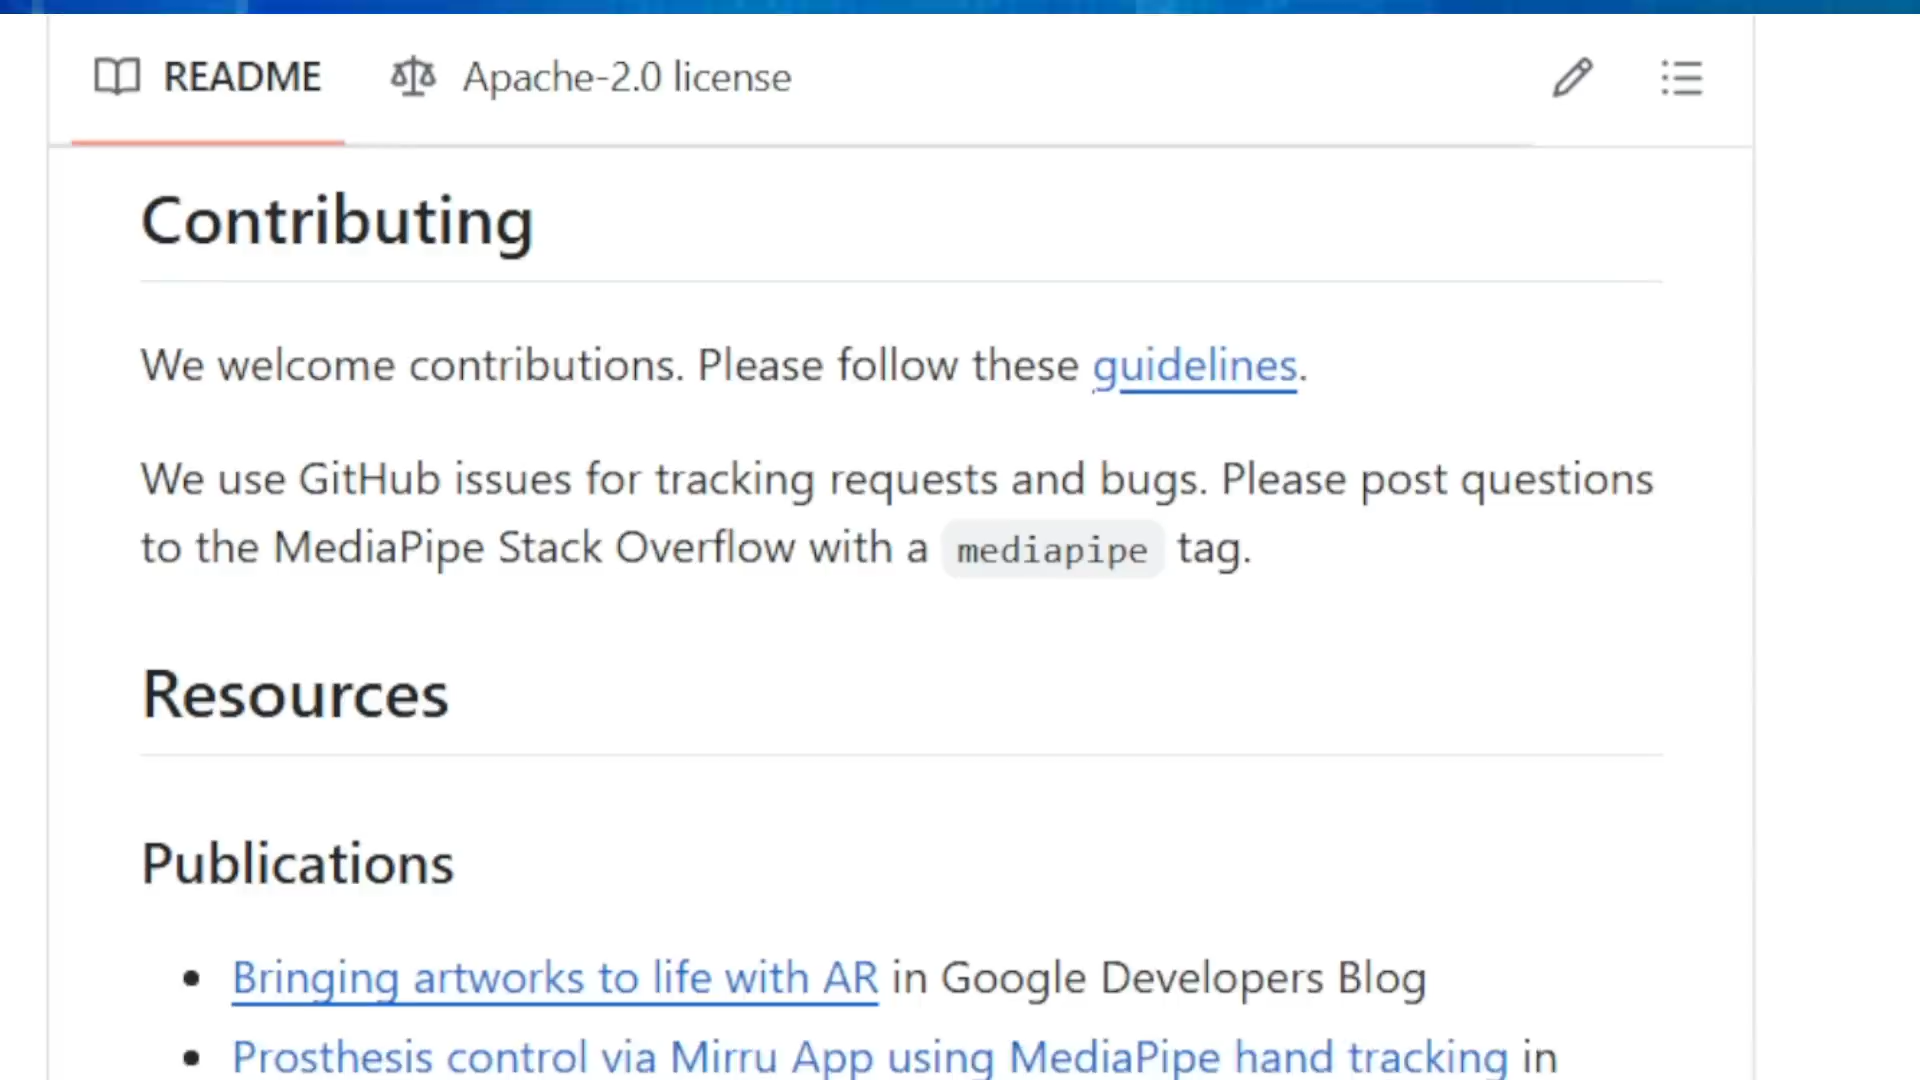 README Apache-2.0 license
Contributing
We welcome contributions. Please follow these guidelines.
We use GitHub issues for tracking requests and bugs. Please post questions
to the MediaPipe Stack Overflow with a mediapipe tag.
Resources
Publications
• Bringing artworks to life with AR in Google Developers Blog
• Prosthesis control via Mirru App using MediaPipe hand tracking in